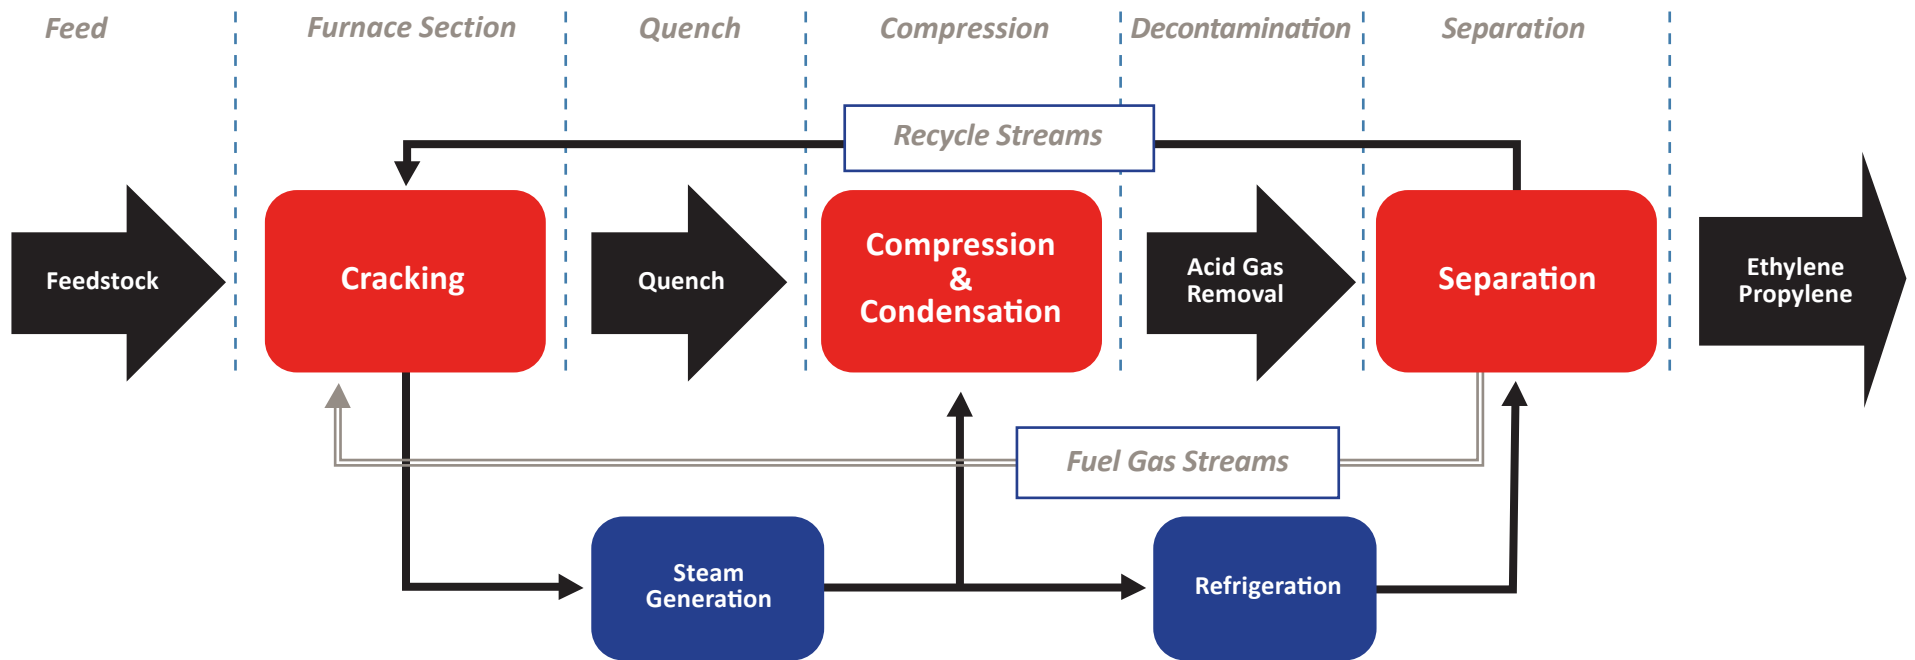 Feed
Furnace Section
Quench
Compression
Decontamination
Separation
Recycle Streams
Feedstock
Cracking
Quench
Compression
&
Condensation
Acid Gas
Removal
Separation
Ethylene
Propylene
Fuel Gas Streams
Steam
Generation
Refrigeration